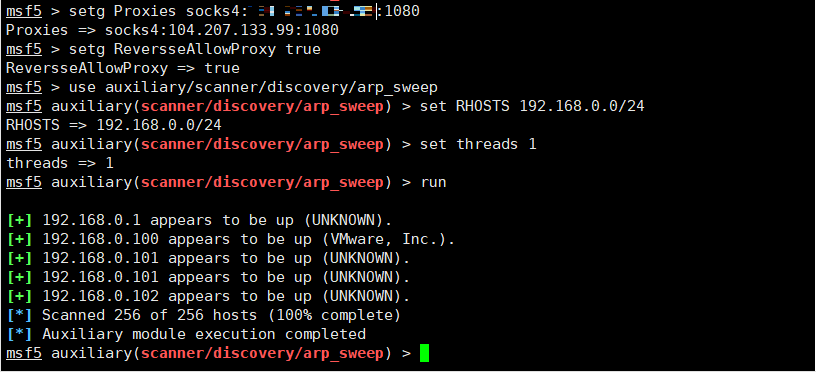 msf5 > setg Proxies socks4: :1080
Proxies => socks4:104.207.133.99:1080
msf5 > setg ReversseAllowProxy true
ReversseAllowProxy => true
msf5 > use auxiliary/scanner/discovery/arp_sweep
msf5 auxiliary(scanner/discovery/arp_sweep) > set RHOSTS 192.168.0.0/24
RHOSTS => 192.168.0.0/24
msf5 auxiliary(scanner/discovery/arp_sweep) > set threads 1
threads => 1
msf5 auxiliary(scanner/discovery/arp_sweep) > run
[+] 192.168.0.1 appears to be up (UNKNOWN).
[+] 192.168.0.100 appears to be up (VMware, Inc.).
[+] 192.168.0.101 appears to be up (UNKNOWN).
[+] 192.168.0.101 appears to be up (UNKNOWN).
[+] 192.168.0.102 appears to be up (UNKNOWN).
[*] Scanned 256 of 256 hosts (100% complete)
[*] Auxiliary module execution completed
msf5 auxiliary(scanner/discovery/arp_sweep) >